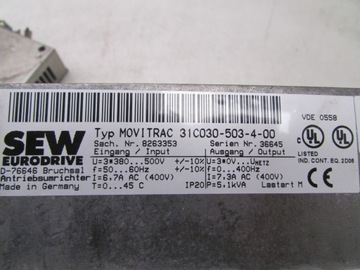 SEW
EURODRIVE
D-76646 Bruchsal
Antriebsumrichter
Made in Germany
Typ MOVITRAC 31C030-503-4-00
Sach. Nr. 8263353 Serien Nr. 36645
Eingang / Input Ausgang / Output
U=3*380...500V +/-10% U=3*0V...UNETZ
f=50...60Hz +/-10% f=0...400Hz
I=6.7A AC (400V) I=7.3A AC (400V)
T=0...45 C IP20 P=5.1kVA Lastart M
VDE 0558
UL UL
LISTED
IND. CONT. EQ. 2D06